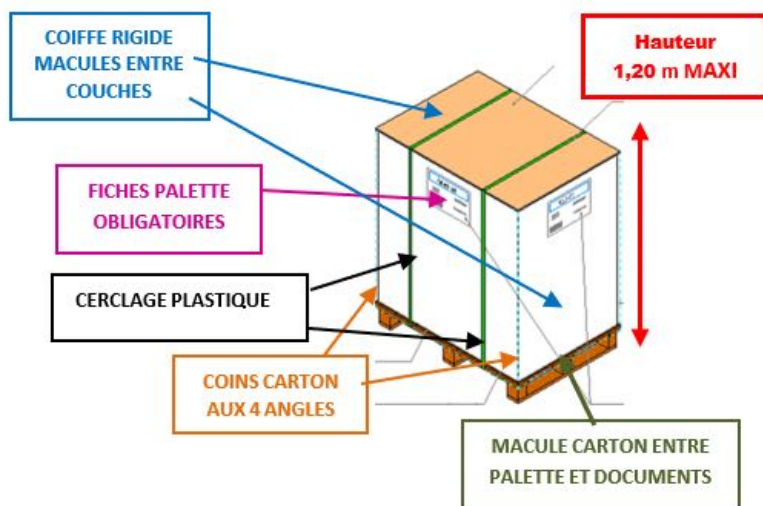 COIFFE RIGIDE
MACULES ENTRE
COUCHES
Hauteur
1,20 m MAXI
FICHES PALETTE
OBLIGATOIRES
CERCLAGE PLASTIQUE
COINS CARTON
AUX 4 ANGLES
MACULE CARTON ENTRE
PALETTE ET DOCUMENTS